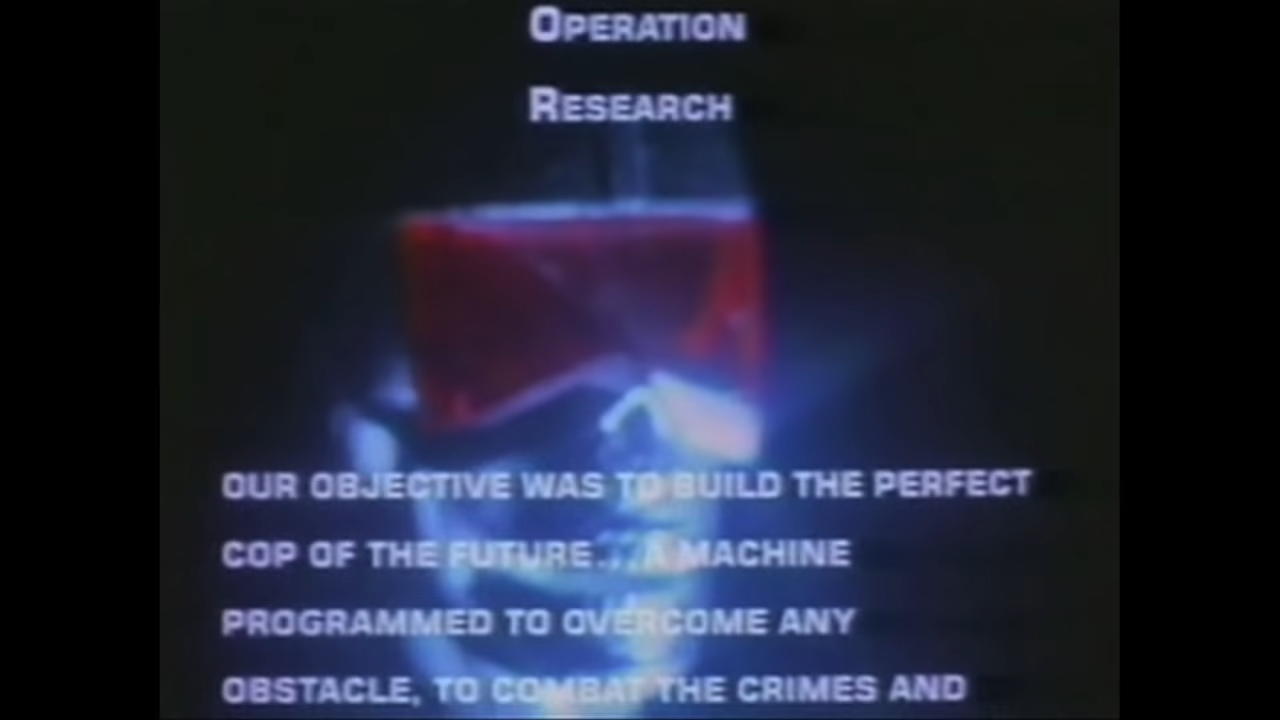 OPERATION
RESEARCH
OUR OBJECTIVE WAS TO BUILD THE PERFECT
COP OF THE FUTURE...A MACHINE
PROGRAMMED TO OVERCOME ANY
OBSTACLE, TO COMBAT THE CRIMES AND